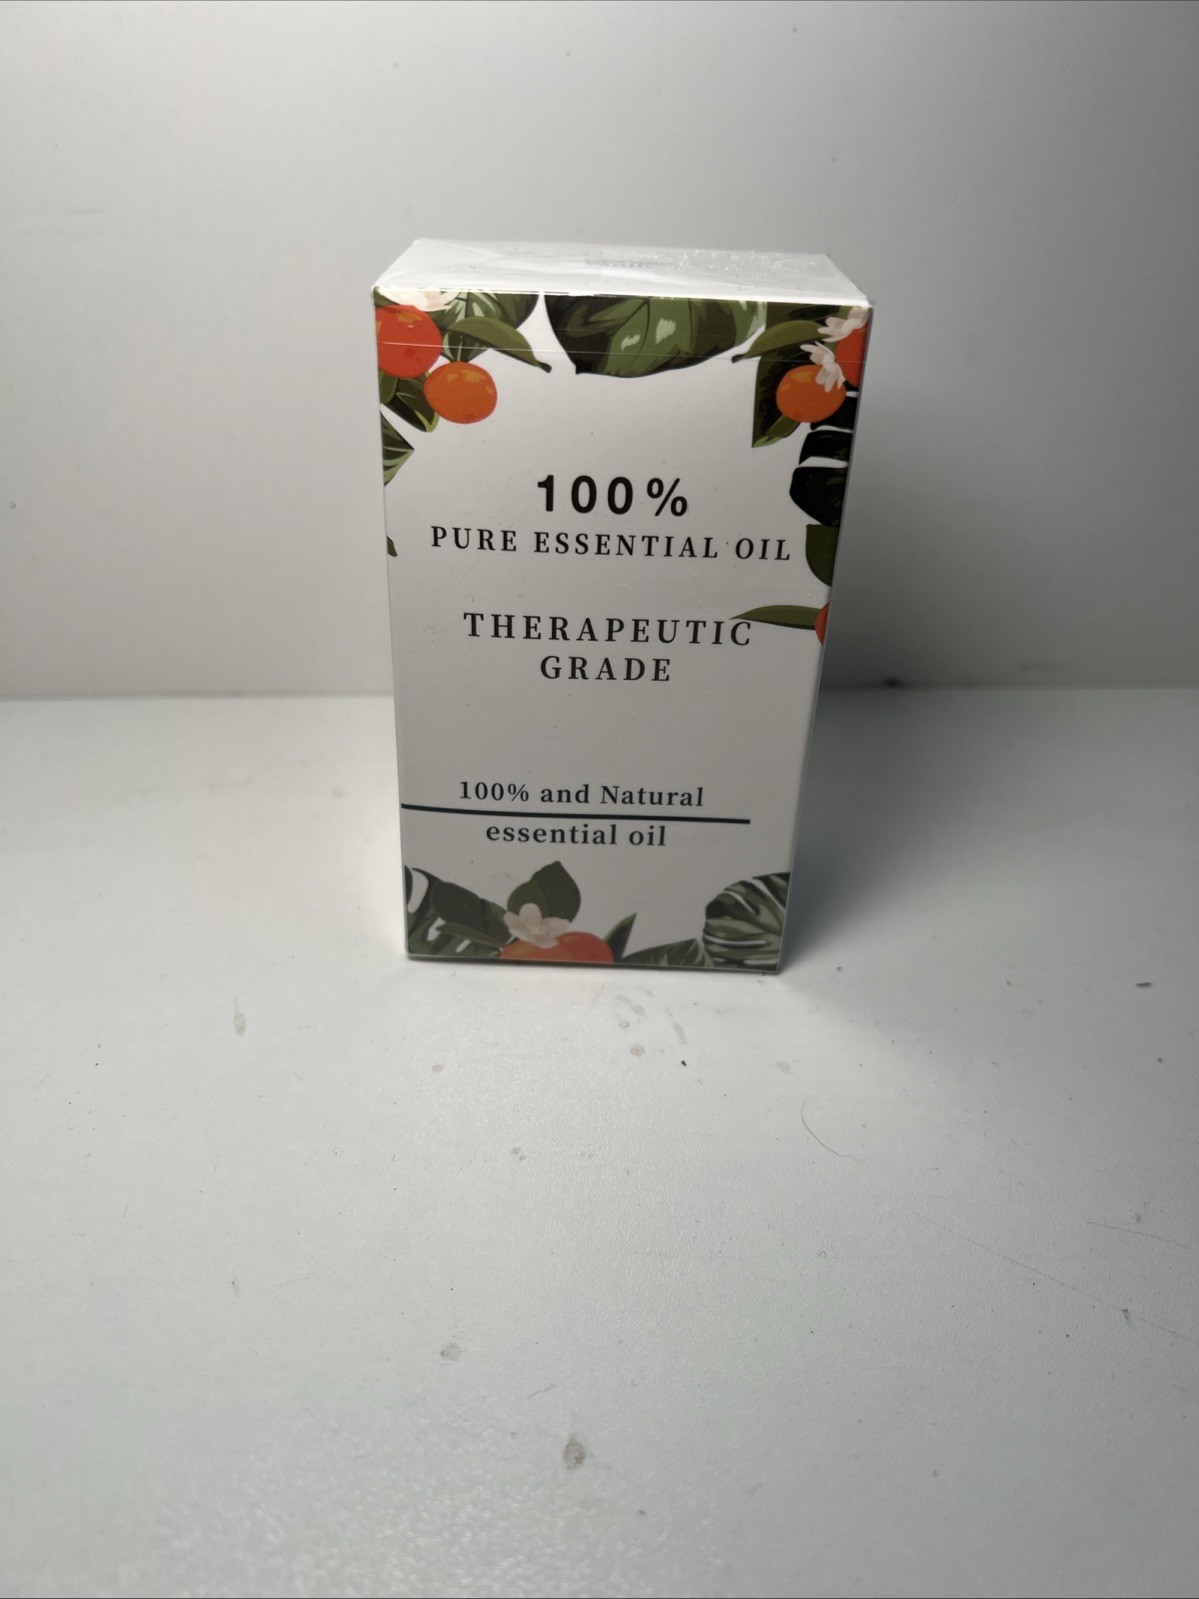 100%
PURE ESSENTIAL OIL
THERAPEUTIC
GRADE
100% and Natural
essential oil